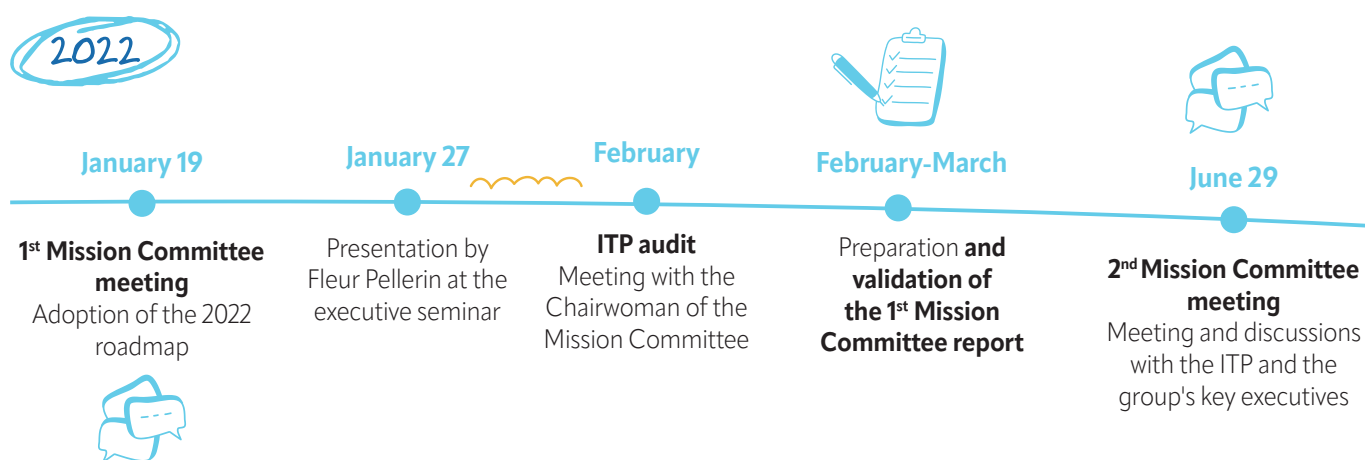 2022
January 19
1st Mission Committee
meeting
Adoption of the 2022
roadmap
January 27
Presentation by
Fleur Pellerin at the
executive seminar
February
ITP audit
Meeting with the
Chairwoman of the
Mission Committee
February-March
Preparation and
validation of
the 1st Mission
Committee report
June 29
2nd Mission Committee
meeting
Meeting and discussions
with the ITP and the
group's key executives